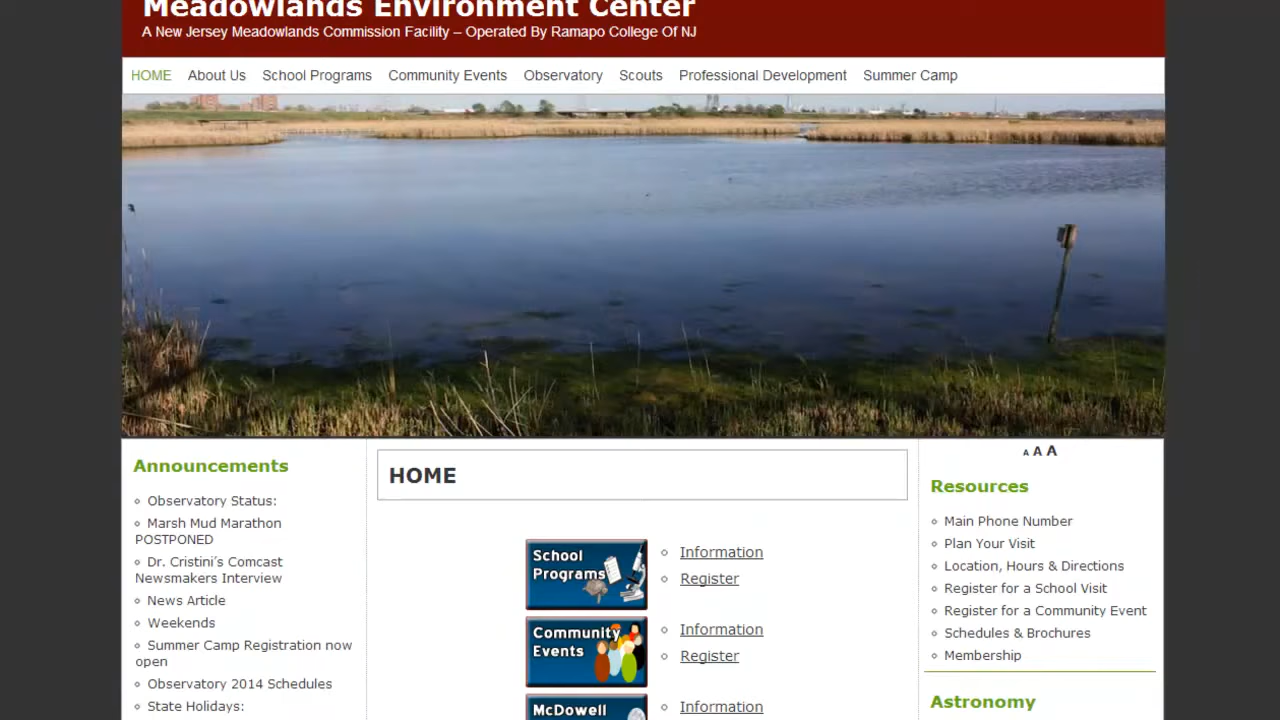 Meadowlands Environment Center
A New Jersey Meadowlands Commission Facility – Operated By Ramapo College Of NJ
HOME About Us School Programs Community Events Observatory Scouts Professional Development Summer Camp
Announcements
Observatory Status:
Marsh Mud Marathon
POSTPONED
Dr. Cristini's Comcast
Newsmakers Interview
News Article
Weekends
Summer Camp Registration now
open
Observatory 2014 Schedules
State Holidays:
HOME
School
Programs
Information
Register
Community
Events
Information
Register
McDowell
Information
A A A
Resources
Main Phone Number
Plan Your Visit
Location, Hours & Directions
Register for a School Visit
Register for a Community Event
Schedules & Brochures
Membership
Astronomy